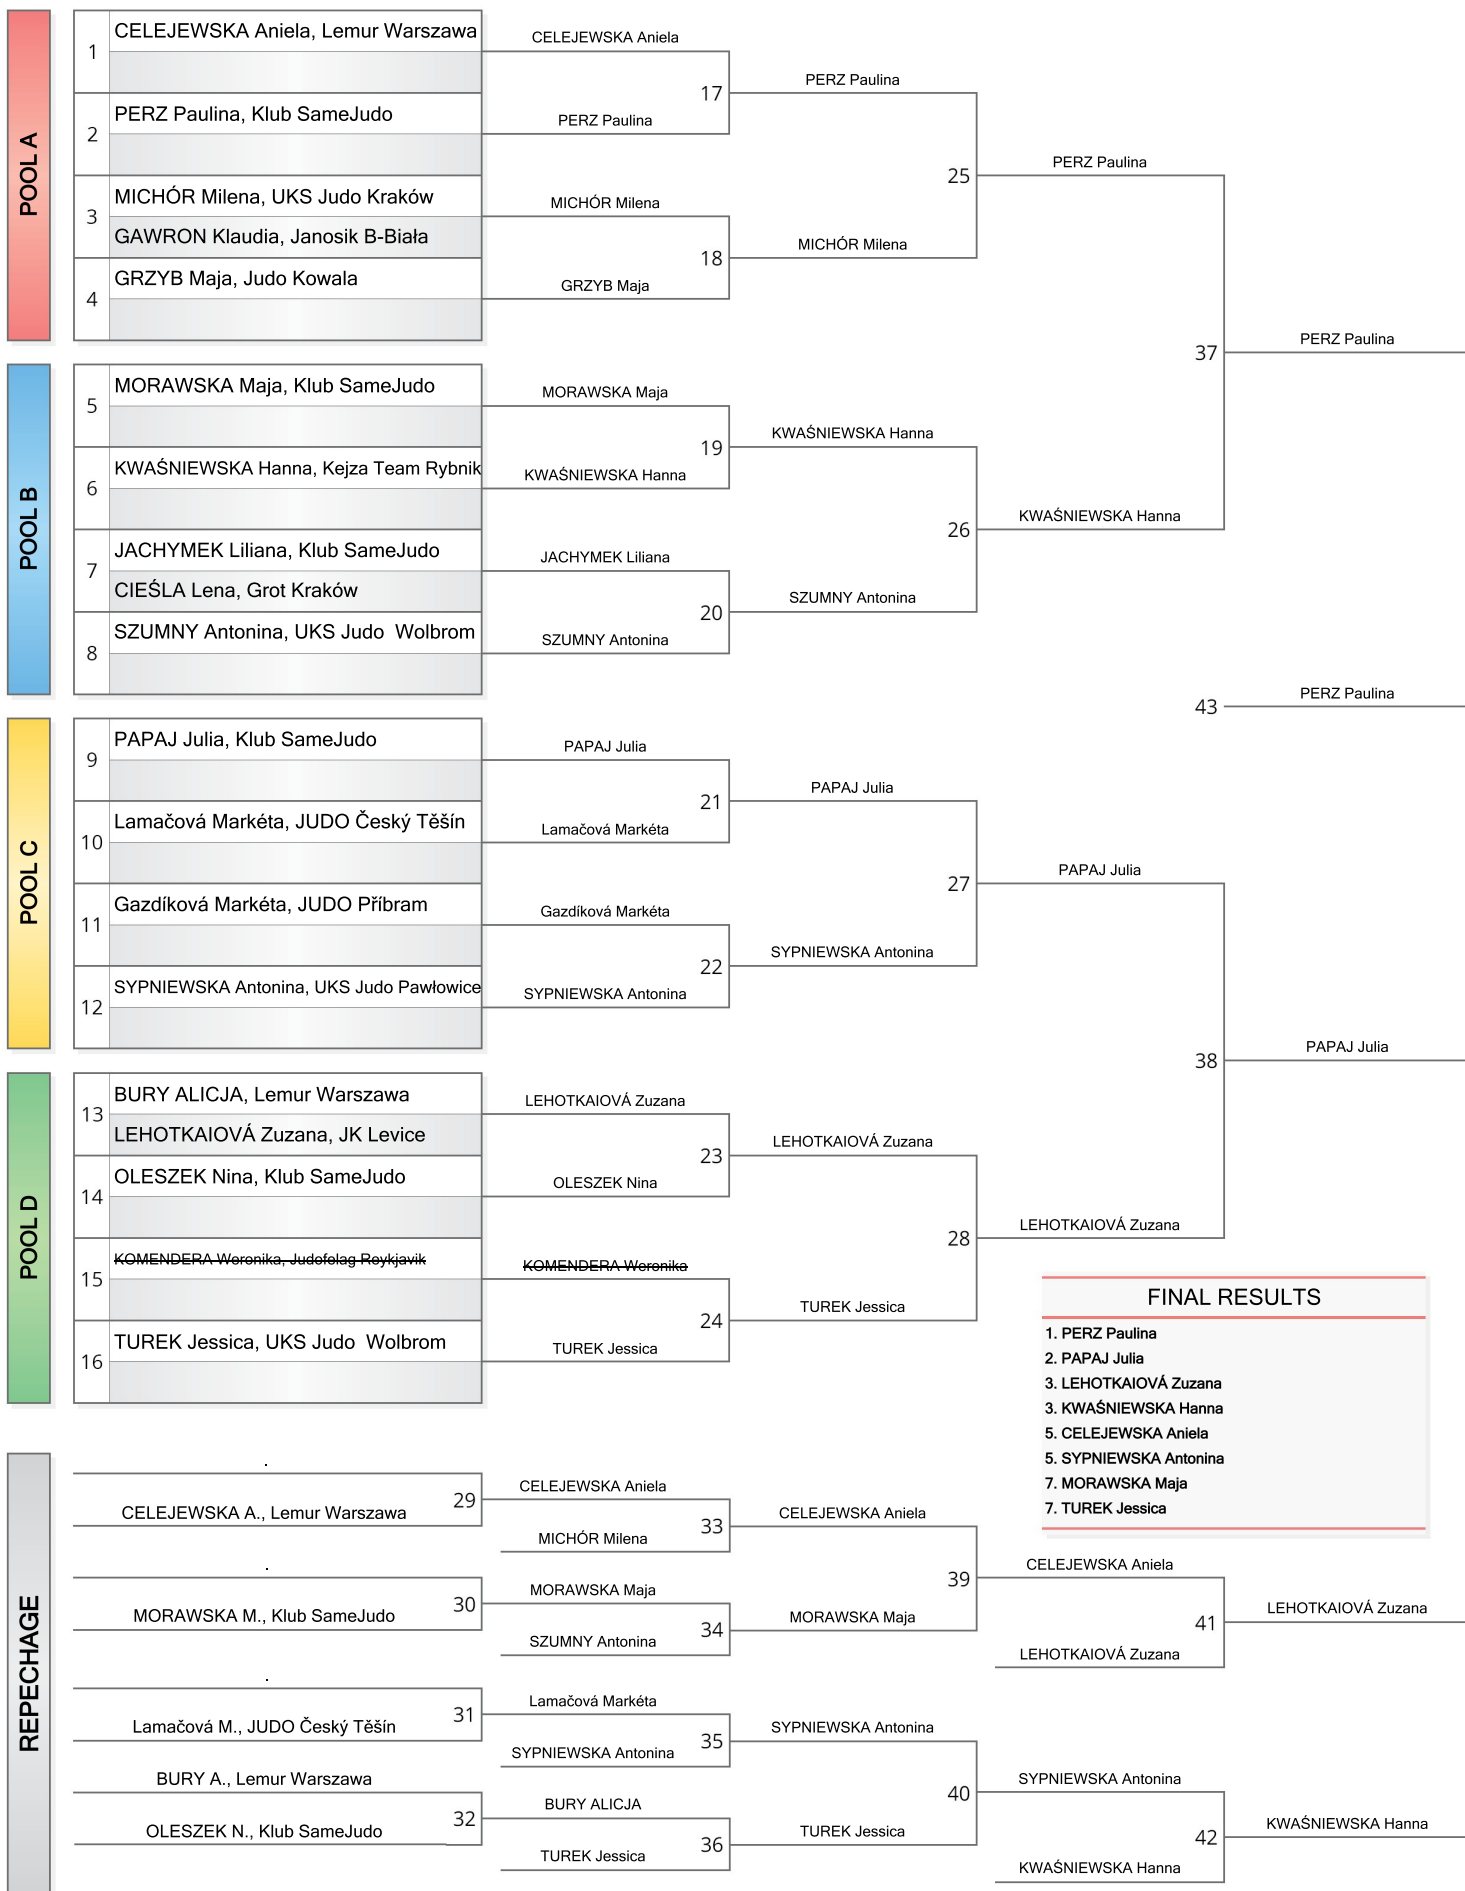 POOL A
1
CELEJEWSKA Aniela, Lemur Warszawa
2
PERZ Paulina, Klub SameJudo
3
MICHÓR Milena, UKS Judo Kraków
GAWRON Klaudia, Janosik B-Biała
4
GRZYB Maja, Judo Kowala
CELEJEWSKA Aniela
17
PERZ Paulina
MICHÓR Milena
18
GRZYB Maja
PERZ Paulina
25
MICHÓR Milena
PERZ Paulina
POOL B
5
MORAWSKA Maja, Klub SameJudo
6
KWAŚNIEWSKA Hanna, Kejza Team Rybnik
7
JACHYMEK Liliana, Klub SameJudo
CIEŚLA Lena, Grot Kraków
8
SZUMNY Antonina, UKS Judo  Wolbrom
MORAWSKA Maja
19
KWAŚNIEWSKA Hanna
JACHYMEK Liliana
20
SZUMNY Antonina
KWAŚNIEWSKA Hanna
26
SZUMNY Antonina
KWAŚNIEWSKA Hanna
37
PERZ Paulina
43
PERZ Paulina
POOL C
9
PAPAJ Julia, Klub SameJudo
10
Lamačová Markéta, JUDO Český Těšín
11
Gazdíková Markéta, JUDO Příbram
12
SYPNIEWSKA Antonina, UKS Judo Pawłowice
PAPAJ Julia
21
Lamačová Markéta
Gazdíková Markéta
22
SYPNIEWSKA Antonina
PAPAJ Julia
27
SYPNIEWSKA Antonina
PAPAJ Julia
38
PAPAJ Julia
POOL D
13
BURY ALICJA, Lemur Warszawa
LEHOTKAIOVÁ Zuzana, JK Levice
14
OLESZEK Nina, Klub SameJudo
15
KOMENDERA Weronika, Judofelag Reykjavik
16
TUREK Jessica, UKS Judo  Wolbrom
LEHOTKAIOVÁ Zuzana
23
OLESZEK Nina
KOMENDERA Weronika
24
TUREK Jessica
LEHOTKAIOVÁ Zuzana
28
TUREK Jessica
LEHOTKAIOVÁ Zuzana
FINAL RESULTS
1. PERZ Paulina
2. PAPAJ Julia
3. LEHOTKAIOVÁ Zuzana
3. KWAŚNIEWSKA Hanna
5. CELEJEWSKA Aniela
5. SYPNIEWSKA Antonina
7. MORAWSKA Maja
7. TUREK Jessica
REPECHAGE
.
29
CELEJEWSKA A., Lemur Warszawa
.
30
MORAWSKA M., Klub SameJudo
.
31
Lamačová M., JUDO Český Těšín
BURY A., Lemur Warszawa
32
OLESZEK N., Klub SameJudo
CELEJEWSKA Aniela
33
MICHÓR Milena
MORAWSKA Maja
34
SZUMNY Antonina
Lamačová Markéta
35
SYPNIEWSKA Antonina
BURY ALICJA
36
TUREK Jessica
CELEJEWSKA Aniela
39
MORAWSKA Maja
SYPNIEWSKA Antonina
40
TUREK Jessica
CELEJEWSKA Aniela
41
LEHOTKAIOVÁ Zuzana
SYPNIEWSKA Antonina
42
KWAŚNIEWSKA Hanna
LEHOTKAIOVÁ Zuzana
KWAŚNIEWSKA Hanna